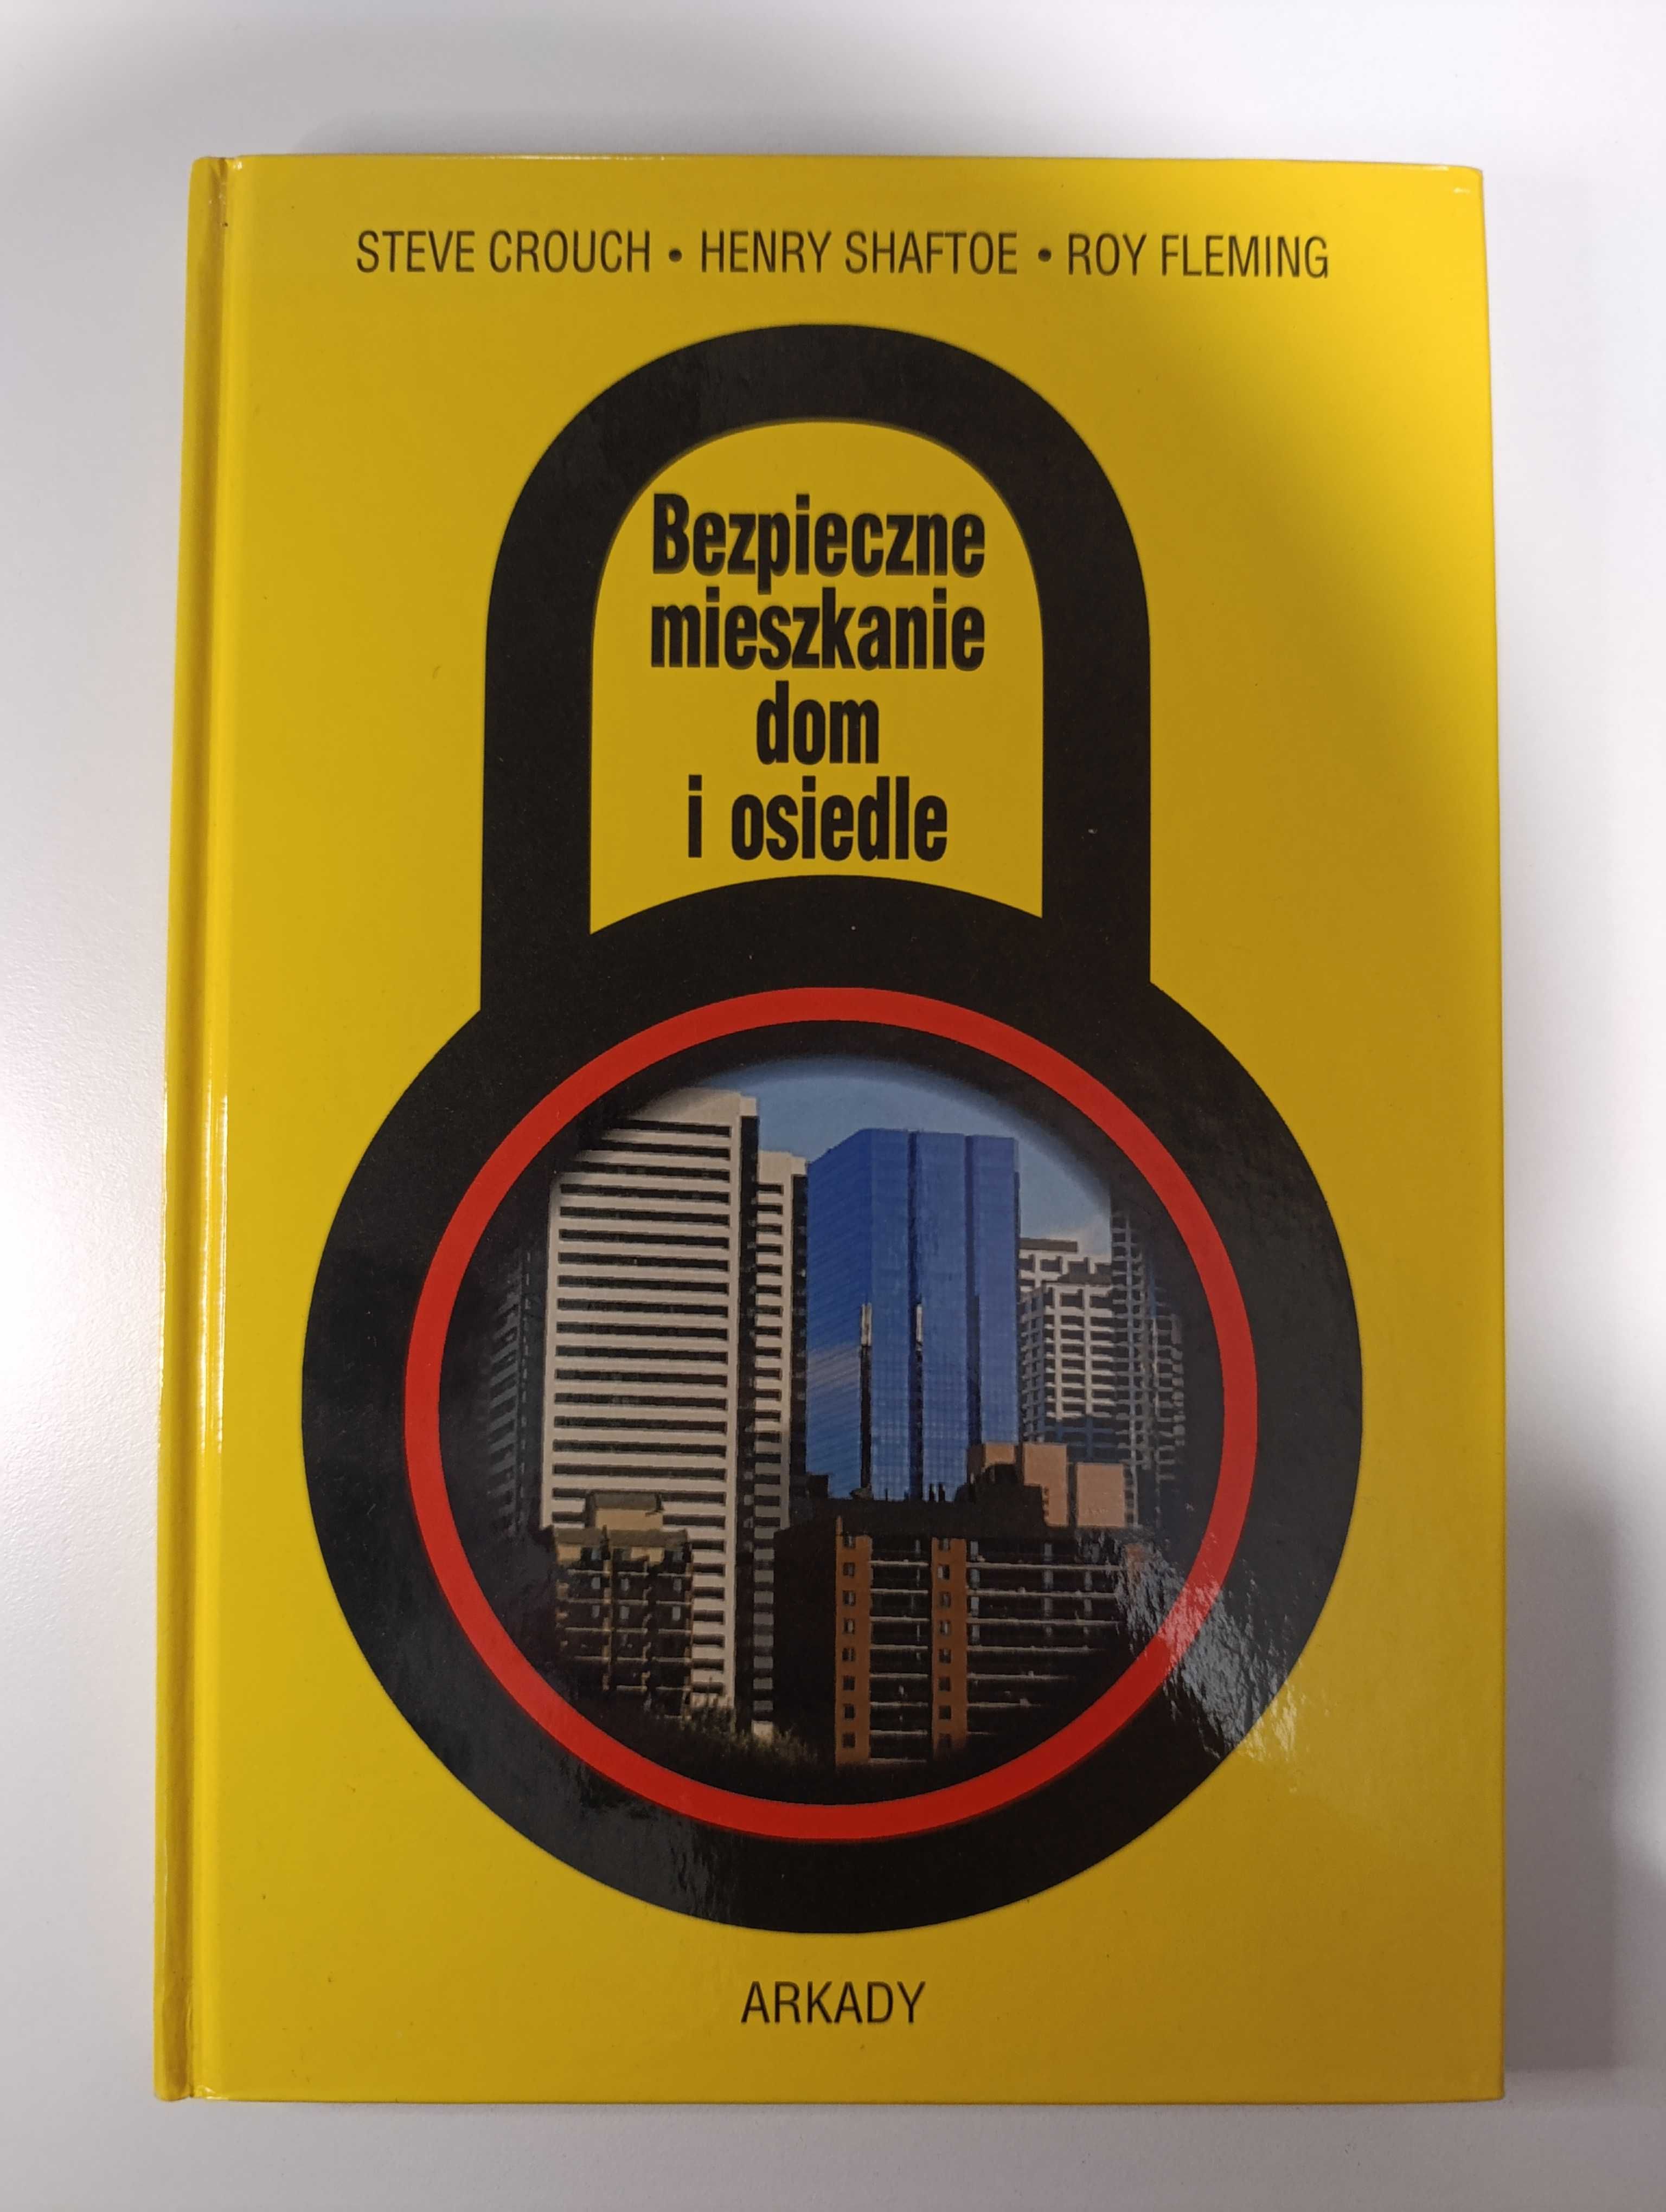 STEVE CROUCH • HENRY SHAFTOE • ROY FLEMING
Bezpieczne
mieszkanie
dom
i osiedle
ARKADY